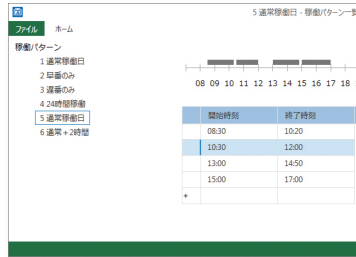 5 通常稼働日 - 稼働パターン一覧
ファイル ホーム
稼働パターン
1 通常稼働日
2 早番のみ
3 遅番のみ
4 24時間稼働
5 通常稼働日
6 通常+2時間
08 09 10 11 12 13 14 15 16 17 18
開始時刻 終了時刻
08:30 10:20
10:30 12:00
13:00 14:50
15:00 17:00